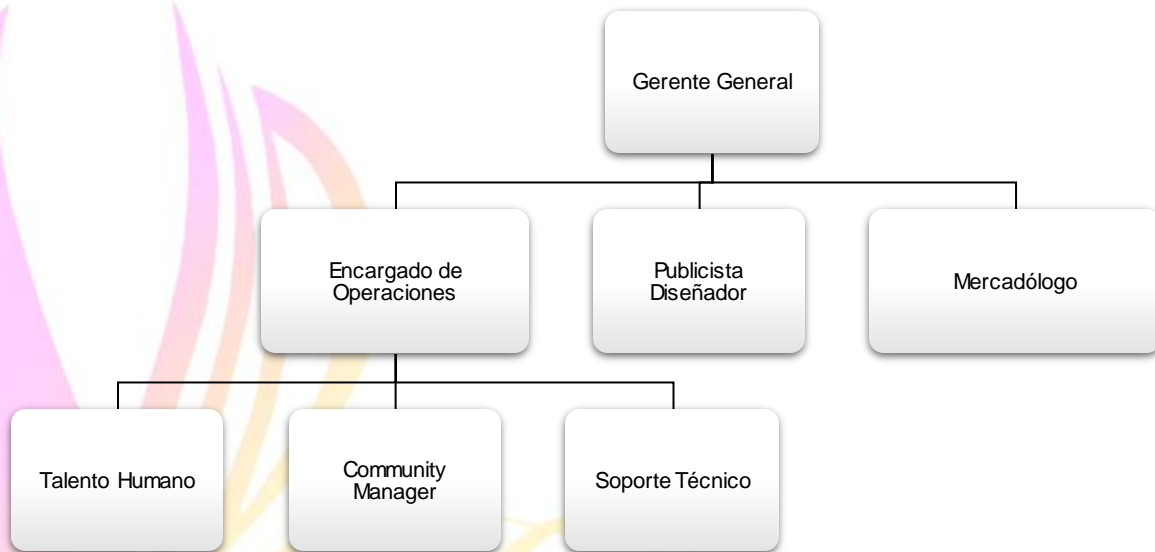 Gerente General
Encargado de
Operaciones
Publicista
Diseñador
Mercadólogo
Talento Humano
Community
Manager
Soporte Técnico